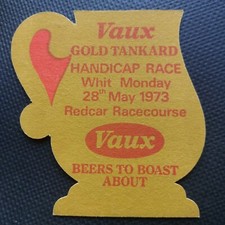 Vaux
GOLD TANKARD
HANDICAP RACE
Whit Monday
28th May 1973
Redcar Racecourse
Vaux
BEERS TO BOAST
ABOUT